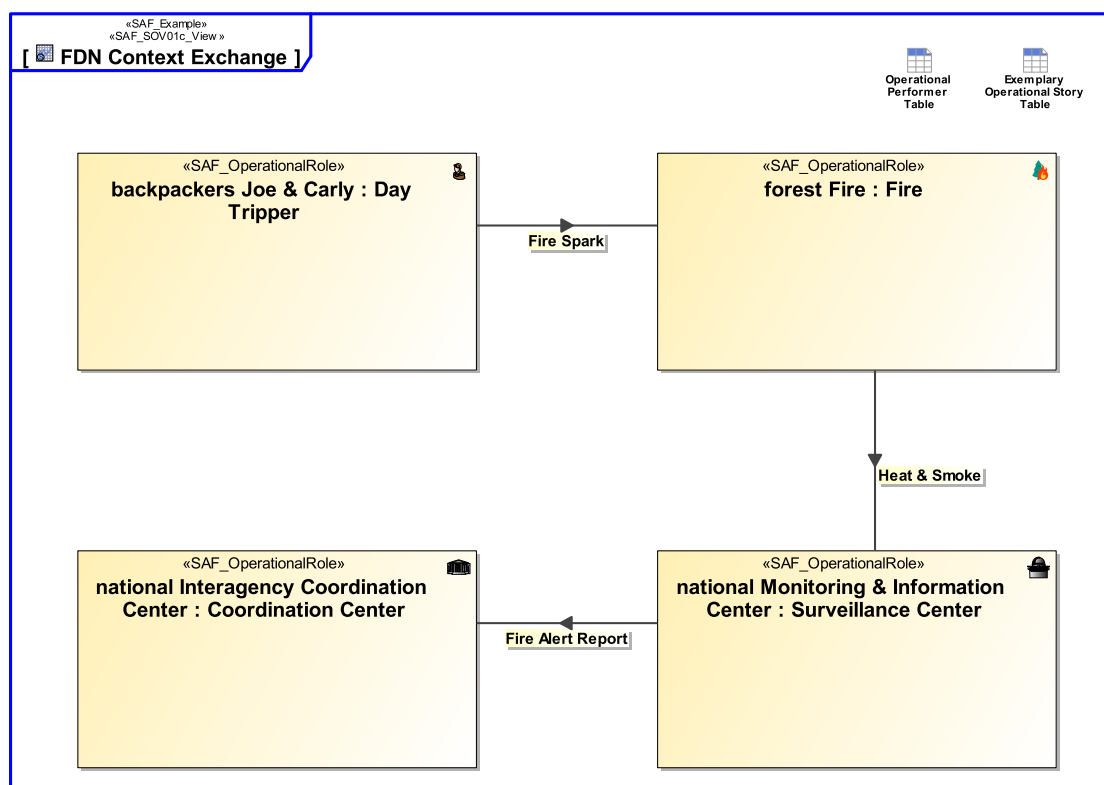 «SAF_Example»
«SAF_SOV01c_View »
[ FDN Context Exchange ]
Operational
Performer
Table
Exemplary
Operational Story
Table
«SAF_OperationalRole»
backpackers Joe & Carly : Day
Tripper
Fire Spark
«SAF_OperationalRole»
forest Fire : Fire
Heat & Smoke
«SAF_OperationalRole»
national Interagency Coordination
Center : Coordination Center
Fire Alert Report
«SAF_OperationalRole»
national Monitoring & Information
Center : Surveillance Center